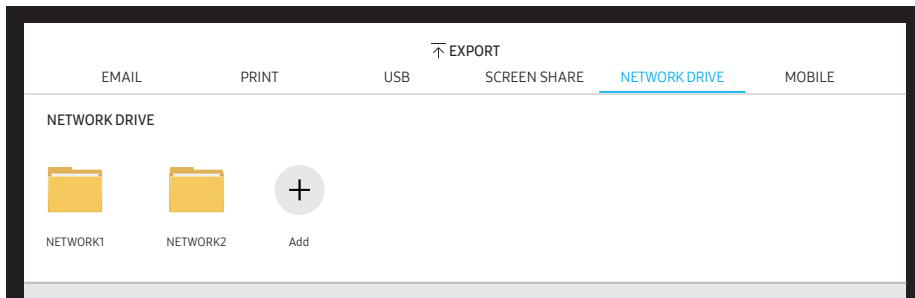 EXPORT
EMAIL PRINT USB SCREEN SHARE NETWORK DRIVE MOBILE
NETWORK DRIVE
NETWORK1 NETWORK2 Add